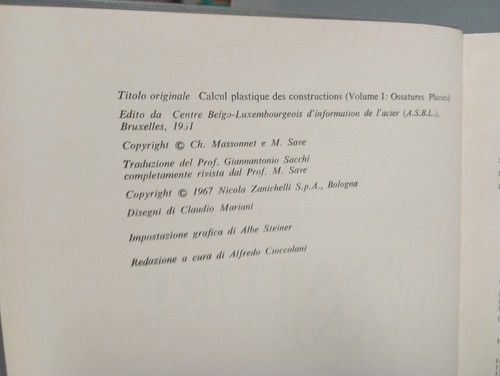 Titolo originale Calcul plastique des constructions (Volume I: Ossatures Planes)
Edito da Centre Belgo-Luxembourgeois d'information de l'acier (A.S.B.L.),
Bruxelles, 1951
Copyright © Ch. Massonnet e M. Save
Traduzione del Prof. Giannantonio Sacchi
completamente rivista dal Prof. M. Save
Copyright © 1967 Nicola Zanichelli S.p.A., Bologna
Disegni di Claudio Mariani
Impostazione grafica di Albe Steiner
Redazione a cura di Alfredo Cioccolani